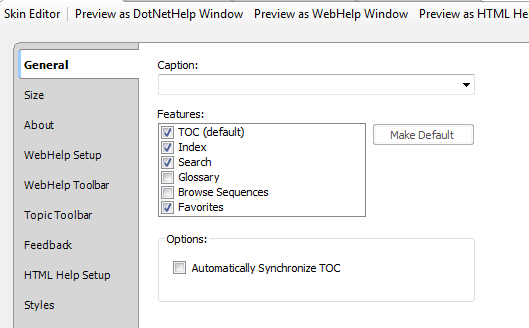 Skin Editor Preview as DotNetHelp Window Preview as WebHelp Window Preview as HTML He
General
Size
About
WebHelp Setup
WebHelp Toolbar
Topic Toolbar
Feedback
HTML Help Setup
Styles
Caption:
Features:
TOC (default)
Index
Search
Glossary
Browse Sequences
Favorites
Make Default
Options:
Automatically Synchronize TOC